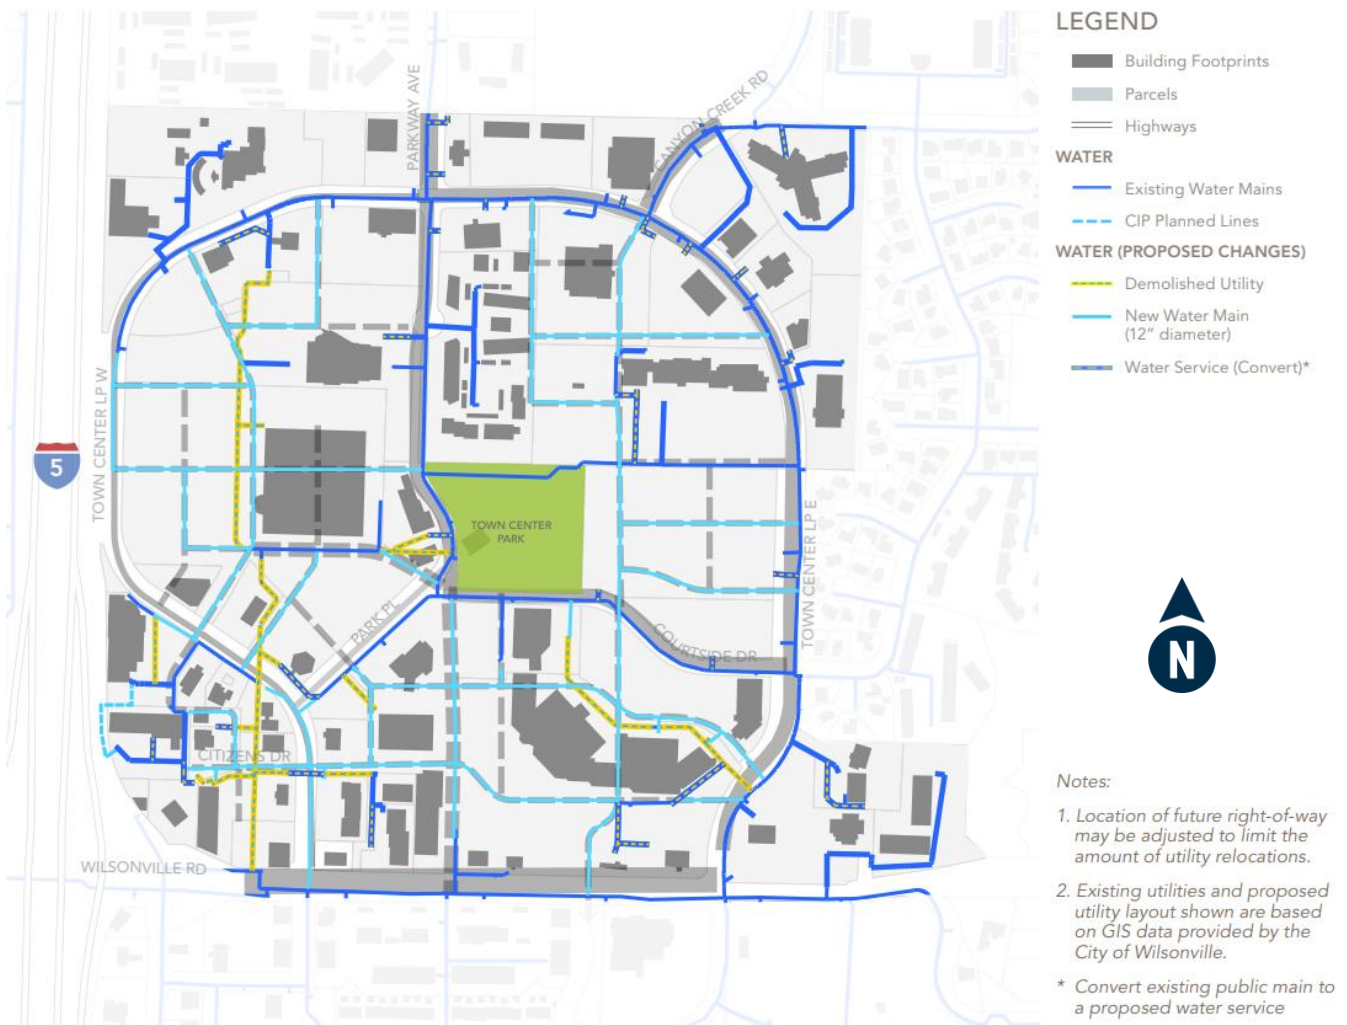 LEGEND
Building Footprints
Parcels
Highways
WATER
Existing Water Mains
CIP Planned Lines
WATER (PROPOSED CHANGES)
Demolished Utility
New Water Main
(12" diameter)
Water Service (Convert)*
PARKWAY AVE
CANYON CREEK RD
TOWN CENTER LP W
5
TOWN CENTER
PARK
TOWN CENTER LP E
PARK PL
COURTSIDE DR
CITIZENS DR
WILSONVILLE RD
N
Notes:
1. Location of future right-of-way
may be adjusted to limit the
amount of utility relocations.
2. Existing utilities and proposed
utility layout shown are based
on GIS data provided by the
City of Wilsonville.
* Convert existing public main to
a proposed water service